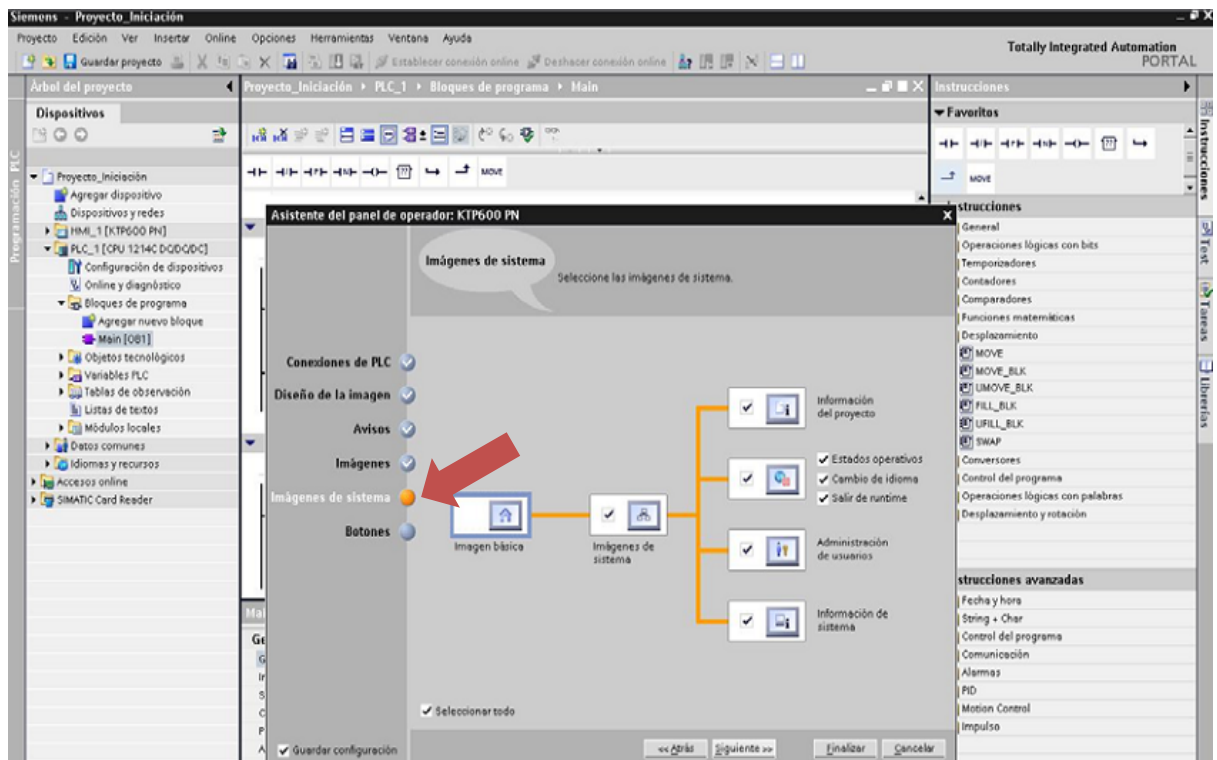 Siemens - Proyecto_Iniciación
Proyecto Edición Ver Insertar Online Opciones Herramientas Ventana Ayuda
Totally Integrated Automation
PORTAL
Guardar proyecto Establecer conexión online Deshacer conexión online
Árbol del proyecto
Dispositivos
Programación PLC
Proyecto_Iniciación
Agregar dispositivo
Dispositivos y redes
HMI_1 [KTP600 PN]
PLC_1 [CPU 1214C DC/DC/DC]
Configuración de dispositivos
Online y diagnóstico
Bloques de programa
Agregar nuevo bloque
Main [OB1]
Objetos tecnológicos
Variables PLC
Tablas de observación
Listas de textos
Módulos locales
Datos comunes
Idiomas y recursos
Accesos online
SIMATIC Card Reader
Proyecto_Iniciación PLC_1 Bloques de programa Main
MOVE
Asistente del panel de operador: KTP600 PN
X
Imágenes de sistema
Seleccione las imágenes de sistema.
Conexiones de PLC
Diseño de la imagen
Avisos
Imágenes
Imágenes de sistema
Botones
Imagen básica
Imágenes de
sistema
Información
del proyecto
Estados operativos
Cambio de idioma
Salir de runtime
Administración
de usuarios
Información de
sistema
Seleccionar todo
Guardar configuración
<< Atrás
Siguiente >>
Finalizar
Cancelar
Mai
Ge
Instrucciones
Favoritos
MOVE
strucciones
General
Operaciones lógicas con bits
Temporizadores
Contadores
Comparadores
Funciones matemáticas
Desplazamiento
MOVE
MOVE_BLK
UMOVE_BLK
FILL_BLK
UFILL_BLK
SWAP
Conversores
Control del programa
Operaciones lógicas con palabras
Desplazamiento y rotación
strucciones avanzadas
Fecha y hora
String + Char
Control del programa
Comunicación
Alarmas
PID
Motion Control
Impulso
Instrucciones
Test
Tareas
Librerías